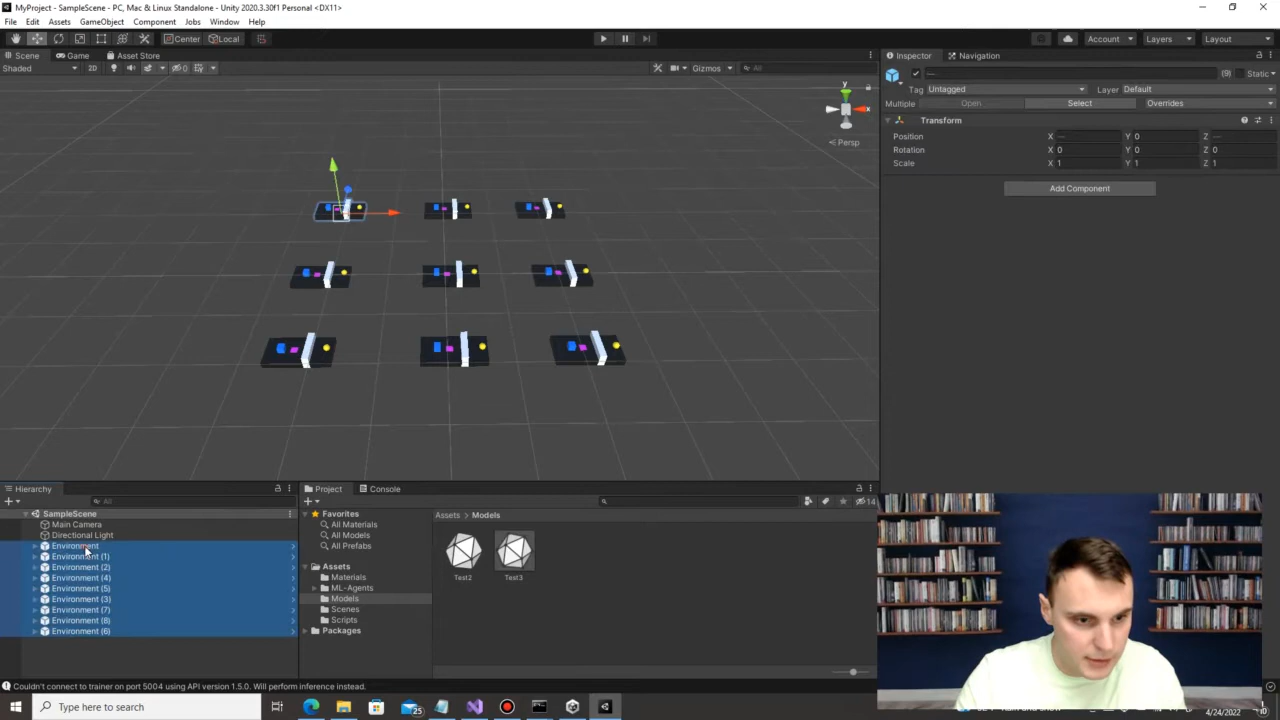 MyProject - SampleScene - PC, Mac & Linux Standalone - Unity 2020.3.30f1 Personal <DX11>
File Edit Assets GameObject Component Jobs Window Help
Center Local Account Layers Layout
Scene Game Asset Store
Shaded 2D 0 Gizmos All
y
x
Persp
Inspector Navigation
— (9) Static
Tag Untagged Layer Default
Multiple Open Select Overrides
Transform
Position X — Y 0 Z —
Rotation X 0 Y 0 Z 0
Scale X 1 Y 1 Z 1
Add Component
Hierarchy
All
SampleScene
Main Camera
Directional Light
Environment
Environment (1)
Environment (2)
Environment (4)
Environment (5)
Environment (3)
Environment (7)
Environment (8)
Environment (6)
Project Console
14
Favorites
All Materials
All Models
All Prefabs
Assets
Materials
ML-Agents
Models
Scenes
Scripts
Packages
Assets > Models
Test2 Test3
Couldn't connect to trainer on port 5004 using API version 1.5.0. Will perform inference instead.
Type here to search
25
4/24/2022